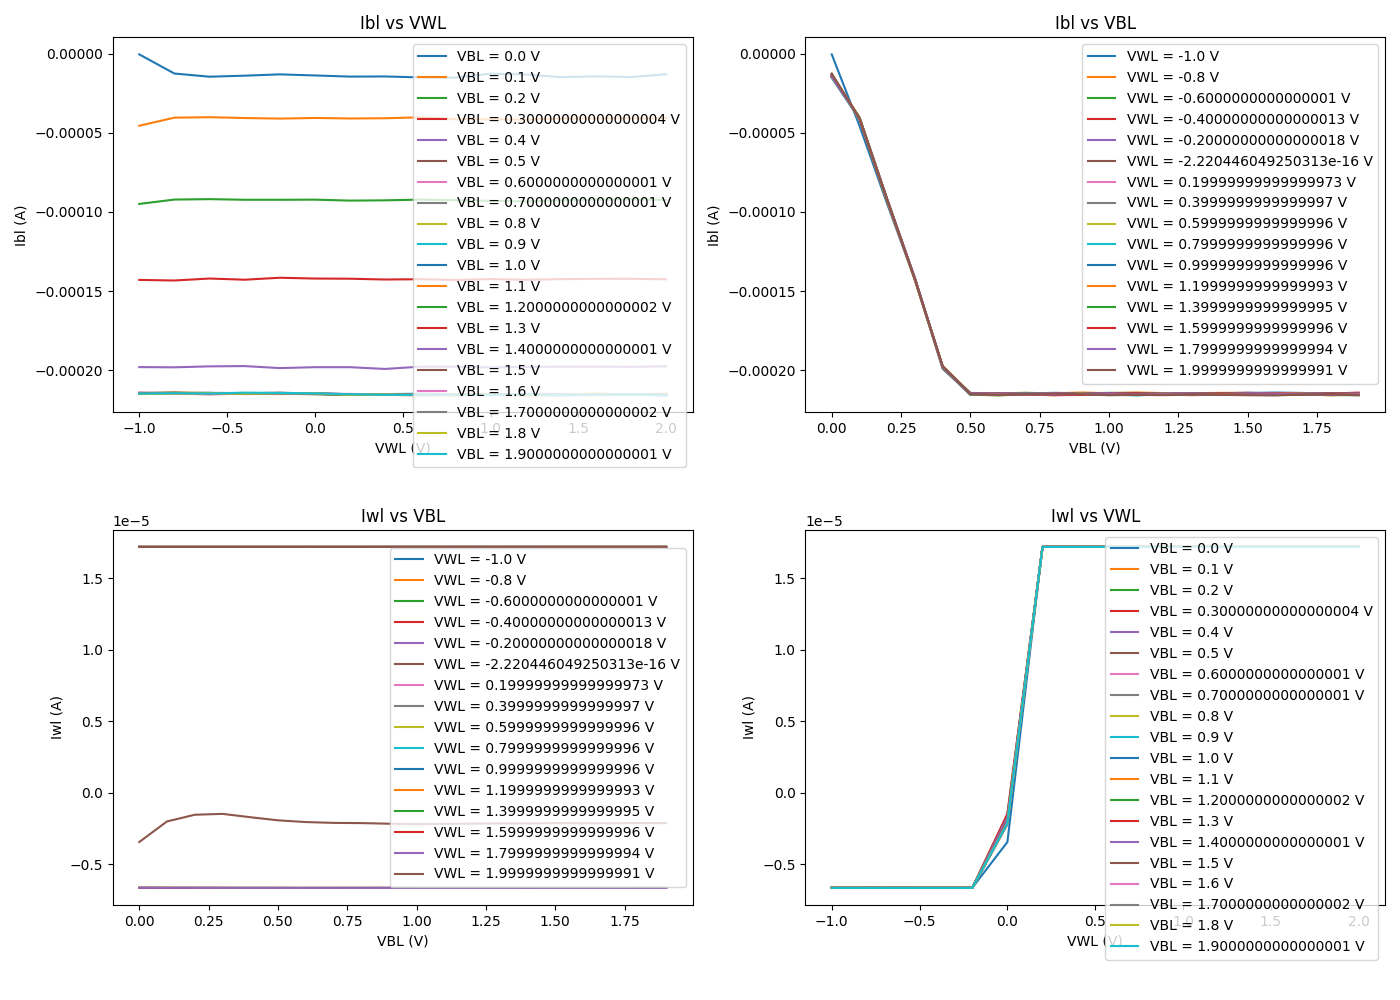 Ibl vs VWL
0.00000
−0.00005
−0.00010
−0.00015
−0.00020
Ibl (A)
−1.0
−0.5
0.0
0.5
1.0
1.5
2.0
VWL (V)
VBL = 0.0 V
VBL = 0.1 V
VBL = 0.2 V
VBL = 0.30000000000000004 V
VBL = 0.4 V
VBL = 0.5 V
VBL = 0.6000000000000001 V
VBL = 0.7000000000000001 V
VBL = 0.8 V
VBL = 0.9 V
VBL = 1.0 V
VBL = 1.1 V
VBL = 1.2000000000000002 V
VBL = 1.3 V
VBL = 1.4000000000000001 V
VBL = 1.5 V
VBL = 1.6 V
VBL = 1.7000000000000002 V
VBL = 1.8 V
VBL = 1.9000000000000001 V
Ibl vs VBL
0.00000
−0.00005
−0.00010
−0.00015
−0.00020
Ibl (A)
0.00
0.25
0.50
0.75
1.00
1.25
1.50
1.75
VBL (V)
VWL = -1.0 V
VWL = -0.8 V
VWL = -0.6000000000000001 V
VWL = -0.40000000000000013 V
VWL = -0.20000000000000018 V
VWL = -2.220446049250313e-16 V
VWL = 0.19999999999999973 V
VWL = 0.3999999999999997 V
VWL = 0.5999999999999996 V
VWL = 0.7999999999999996 V
VWL = 0.9999999999999996 V
VWL = 1.1999999999999993 V
VWL = 1.3999999999999995 V
VWL = 1.5999999999999996 V
VWL = 1.7999999999999994 V
VWL = 1.9999999999999991 V
Iwl vs VBL
1e−5
1.5
1.0
0.5
0.0
−0.5
Iwl (A)
0.00
0.25
0.50
0.75
1.00
1.25
1.50
1.75
VBL (V)
VWL = -1.0 V
VWL = -0.8 V
VWL = -0.6000000000000001 V
VWL = -0.40000000000000013 V
VWL = -0.20000000000000018 V
VWL = -2.220446049250313e-16 V
VWL = 0.19999999999999973 V
VWL = 0.3999999999999997 V
VWL = 0.5999999999999996 V
VWL = 0.7999999999999996 V
VWL = 0.9999999999999996 V
VWL = 1.1999999999999993 V
VWL = 1.3999999999999995 V
VWL = 1.5999999999999996 V
VWL = 1.7999999999999994 V
VWL = 1.9999999999999991 V
Iwl vs VWL
1e−5
1.5
1.0
0.5
0.0
−0.5
Iwl (A)
−1.0
−0.5
0.0
0.5
1.0
1.5
2.0
VWL (V)
VBL = 0.0 V
VBL = 0.1 V
VBL = 0.2 V
VBL = 0.30000000000000004 V
VBL = 0.4 V
VBL = 0.5 V
VBL = 0.6000000000000001 V
VBL = 0.7000000000000001 V
VBL = 0.8 V
VBL = 0.9 V
VBL = 1.0 V
VBL = 1.1 V
VBL = 1.2000000000000002 V
VBL = 1.3 V
VBL = 1.4000000000000001 V
VBL = 1.5 V
VBL = 1.6 V
VBL = 1.7000000000000002 V
VBL = 1.8 V
VBL = 1.9000000000000001 V